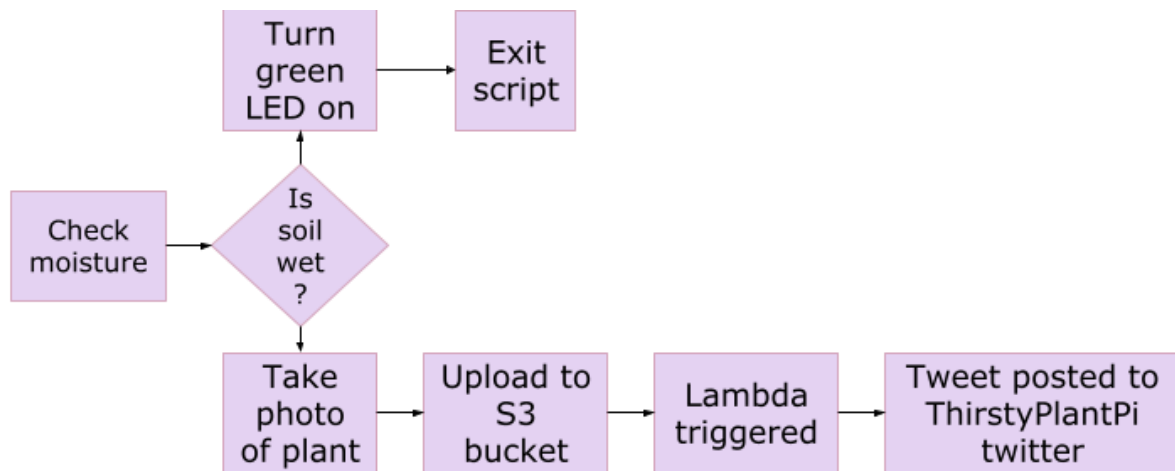 Turn
green
LED on
Exit
script
Check
moisture
Is
soil
wet
?
Take
photo
of plant
Upload to
S3
bucket
Lambda
triggered
Tweet posted to
ThirstyPlantPi
twitter